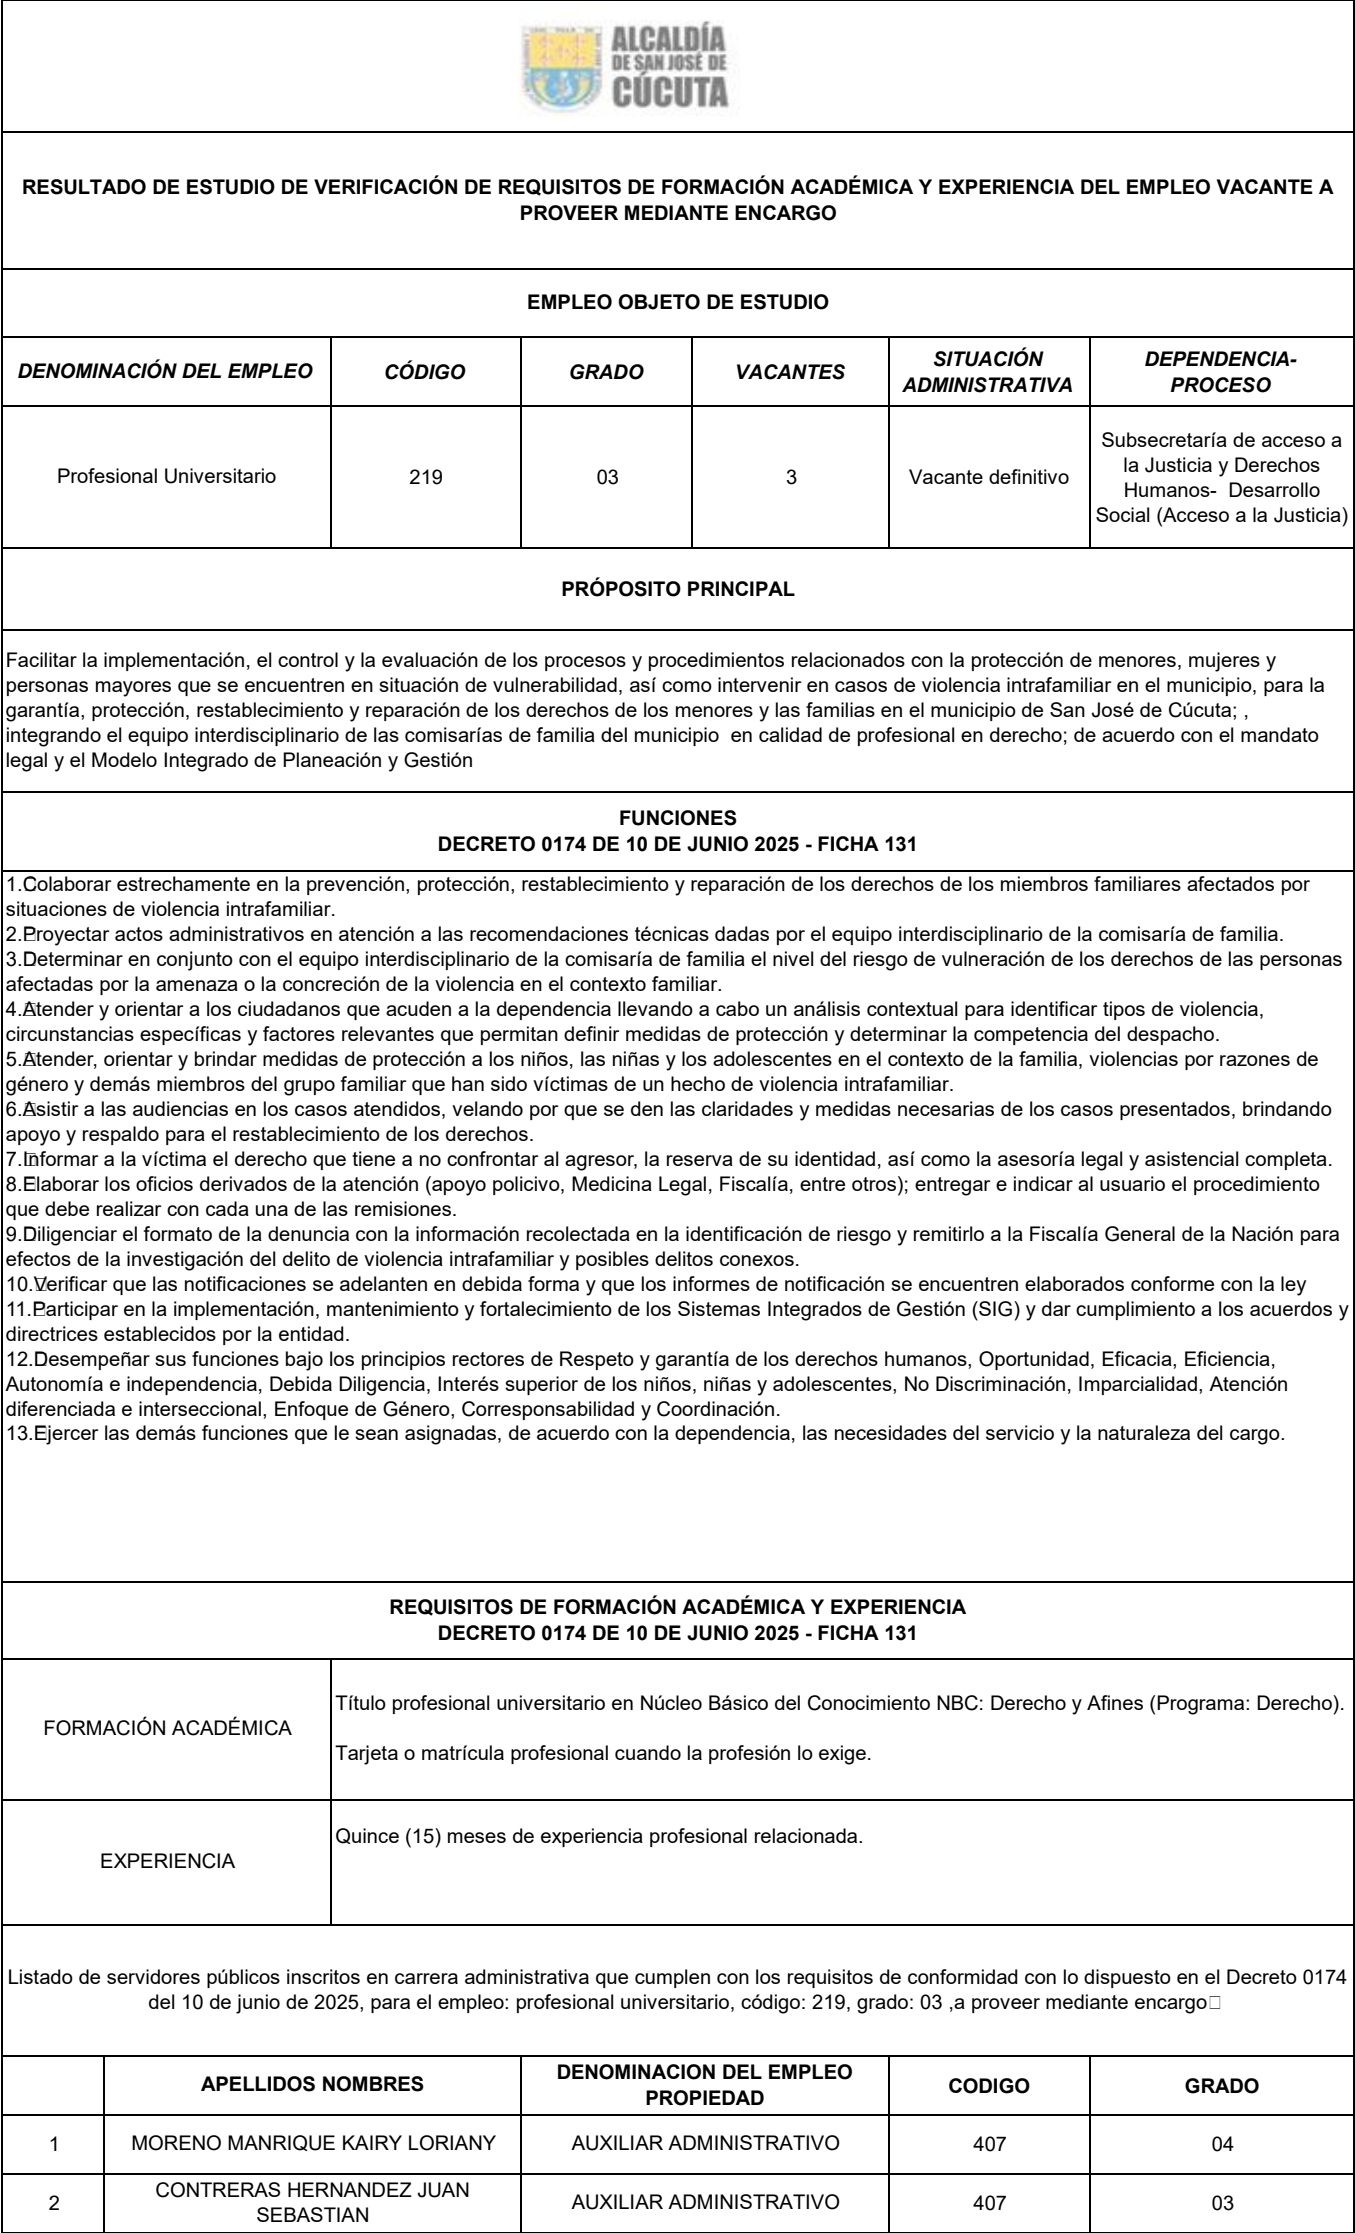 ALCALDÍA
DE SAN JOSÉ DE
CÚCUTA
RESULTADO DE ESTUDIO DE VERIFICACIÓN DE REQUISITOS DE FORMACIÓN ACADÉMICA Y EXPERIENCIA DEL EMPLEO VACANTE A
PROVEER MEDIANTE ENCARGO
EMPLEO OBJETO DE ESTUDIO
DENOMINACIÓN DEL EMPLEO CÓDIGO GRADO VACANTES SITUACIÓN ADMINISTRATIVA DEPENDENCIA-PROCESO
Profesional Universitario 219 03 3 Vacante definitivo
Subsecretaría de acceso a
la Justicia y Derechos
Humanos- Desarrollo
Social (Acceso a la Justicia)
PRÓPOSITO PRINCIPAL
Facilitar la implementación, el control y la evaluación de los procesos y procedimientos relacionados con la protección de menores, mujeres y
personas mayores que se encuentren en situación de vulnerabilidad, así como intervenir en casos de violencia intrafamiliar en el municipio, para la
garantía, protección, restablecimiento y reparación de los derechos de los menores y las familias en el municipio de San José de Cúcuta; ,
integrando el equipo interdisciplinario de las comisarías de familia del municipio en calidad de profesional en derecho; de acuerdo con el mandato
legal y el Modelo Integrado de Planeación y Gestión
FUNCIONES
DECRETO 0174 DE 10 DE JUNIO 2025 - FICHA 131
1.Colaborar estrechamente en la prevención, protección, restablecimiento y reparación de los derechos de los miembros familiares afectados por
situaciones de violencia intrafamiliar.
2.Proyectar actos administrativos en atención a las recomendaciones técnicas dadas por el equipo interdisciplinario de la comisaría de familia.
3.Determinar en conjunto con el equipo interdisciplinario de la comisaría de familia el nivel del riesgo de vulneración de los derechos de las personas
afectadas por la amenaza o la concreción de la violencia en el contexto familiar.
4.Atender y orientar a los ciudadanos que acuden a la dependencia llevando a cabo un análisis contextual para identificar tipos de violencia,
circunstancias específicas y factores relevantes que permitan definir medidas de protección y determinar la competencia del despacho.
5.Atender, orientar y brindar medidas de protección a los niños, las niñas y los adolescentes en el contexto de la familia, violencias por razones de
género y demás miembros del grupo familiar que han sido víctimas de un hecho de violencia intrafamiliar.
6.Asistir a las audiencias en los casos atendidos, velando por que se den las claridades y medidas necesarias de los casos presentados, brindando
apoyo y respaldo para el restablecimiento de los derechos.
7.Informar a la víctima el derecho que tiene a no confrontar al agresor, la reserva de su identidad, así como la asesoría legal y asistencial completa.
8.Elaborar los oficios derivados de la atención (apoyo policivo, Medicina Legal, Fiscalía, entre otros); entregar e indicar al usuario el procedimiento
que debe realizar con cada una de las remisiones.
9.Diligenciar el formato de la denuncia con la información recolectada en la identificación de riesgo y remitirlo a la Fiscalía General de la Nación para
efectos de la investigación del delito de violencia intrafamiliar y posibles delitos conexos.
10.Verificar que las notificaciones se adelanten en debida forma y que los informes de notificación se encuentren elaborados conforme con la ley
11.Participar en la implementación, mantenimiento y fortalecimiento de los Sistemas Integrados de Gestión (SIG) y dar cumplimiento a los acuerdos y
directrices establecidos por la entidad.
12.Desempeñar sus funciones bajo los principios rectores de Respeto y garantía de los derechos humanos, Oportunidad, Eficacia, Eficiencia,
Autonomía e independencia, Debida Diligencia, Interés superior de los niños, niñas y adolescentes, No Discriminación, Imparcialidad, Atención
diferenciada e interseccional, Enfoque de Género, Corresponsabilidad y Coordinación.
13.Ejercer las demás funciones que le sean asignadas, de acuerdo con la dependencia, las necesidades del servicio y la naturaleza del cargo.
REQUISITOS DE FORMACIÓN ACADÉMICA Y EXPERIENCIA
DECRETO 0174 DE 10 DE JUNIO 2025 - FICHA 131
FORMACIÓN ACADÉMICA
Título profesional universitario en Núcleo Básico del Conocimiento NBC: Derecho y Afines (Programa: Derecho).
Tarjeta o matrícula profesional cuando la profesión lo exige.
EXPERIENCIA
Quince (15) meses de experiencia profesional relacionada.
Listado de servidores públicos inscritos en carrera administrativa que cumplen con los requisitos de conformidad con lo dispuesto en el Decreto 0174
del 10 de junio de 2025, para el empleo: profesional universitario, código: 219, grado: 03 ,a proveer mediante encargo
APELLIDOS NOMBRES DENOMINACION DEL EMPLEO PROPIEDAD CODIGO GRADO
1 MORENO MANRIQUE KAIRY LORIANY AUXILIAR ADMINISTRATIVO 407 04
2 CONTRERAS HERNANDEZ JUAN SEBASTIAN AUXILIAR ADMINISTRATIVO 407 03